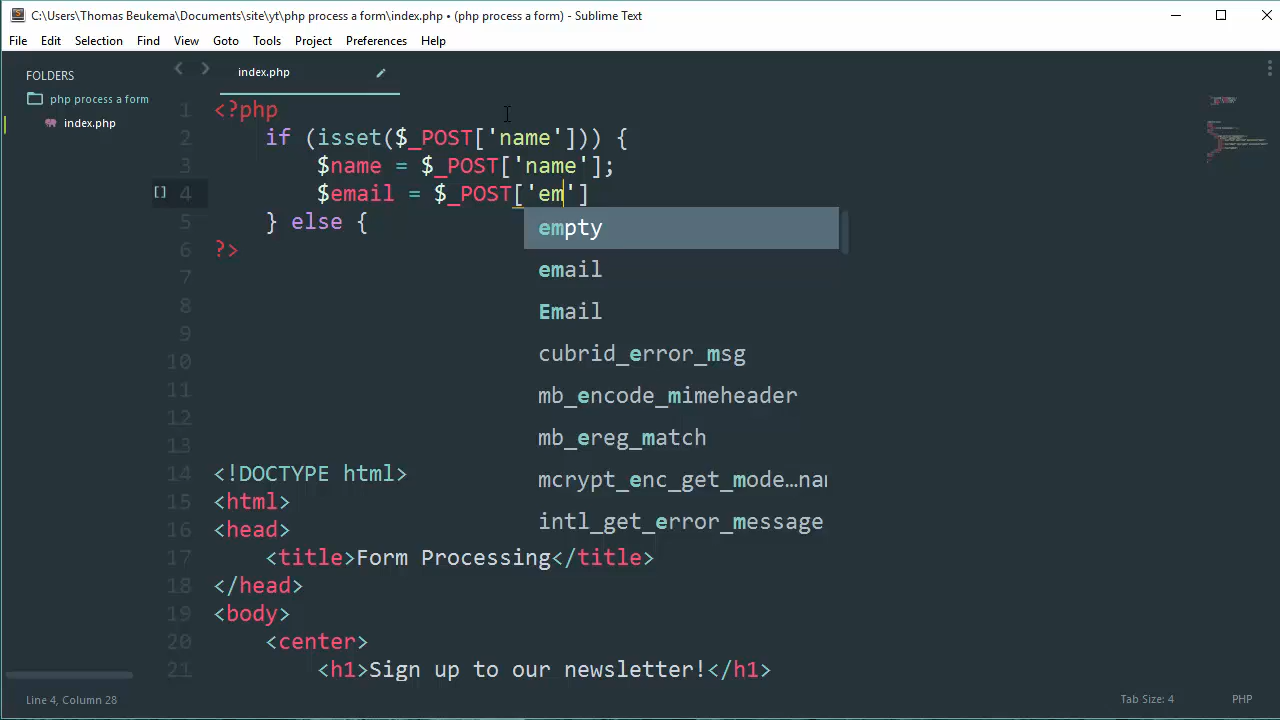 C:\Users\Thomas Beukema\Documents\site\yt\php process a form\index.php • (php process a form) - Sublime Text
File Edit Selection Find View Goto Tools Project Preferences Help
FOLDERS
php process a form
index.php
index.php
1 <?php
2 if (isset($_POST['name'])) {
3 $name = $_POST['name'];
4 $email = $_POST['em']
5 } else {
6 ?>
7
8
9
10
11
12
13
empty
email
Email
cubrid_error_msg
mb_encode_mimeheader
mb_ereg_match
mcrypt_enc_get_mode…nar
intl_get_error_message
14 <!DOCTYPE html>
15 <html>
16 <head>
17 <title>Form Processing</title>
18 </head>
19 <body>
20 <center>
21 <h1>Sign up to our newsletter!</h1>
Line 4, Column 28
Tab Size: 4
PHP